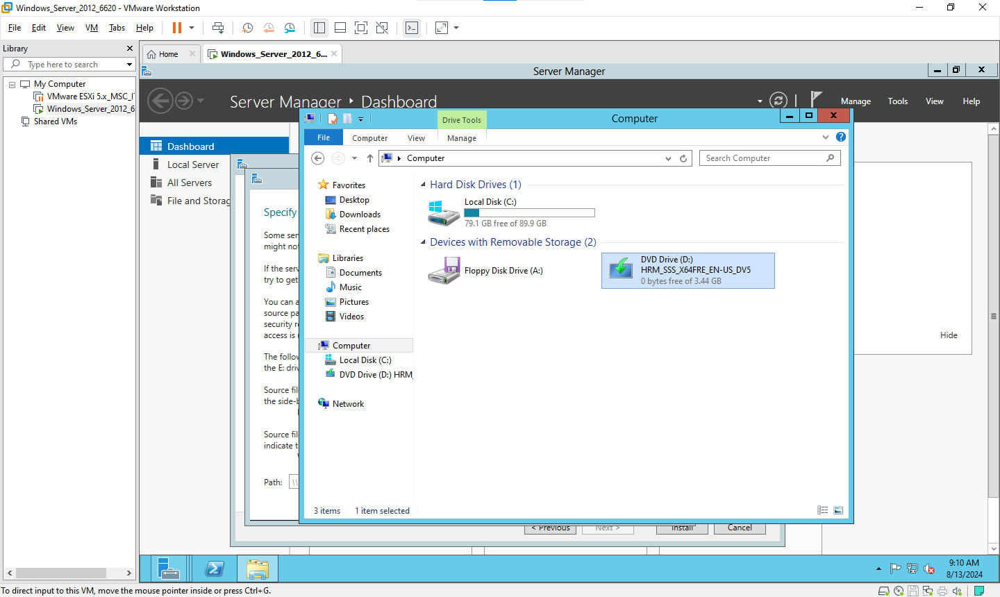 Windows_Server_2012_6620 - VMware Workstation
File Edit View VM Tabs Help
Library
Home
Windows_Server_2012_6...
Type here to search
My Computer
VMware ESXi 5.x_MSC_I
Windows_Server_2012_6
Shared VMs
Server Manager
Server Manager Dashboard
Manage Tools View Help
Dashboard
Local Server
All Servers
File and Storag
Specify
Some ser
might not
If the serv
try to get
You can a
source pa
security r
access is
The follow
the E: driv
Source fil
the side-b
Source fil
indicate t
Path: \\
Drive Tools
Computer
File Computer View Manage
Computer
Search Computer
Favorites
Desktop
Downloads
Recent places
Libraries
Documents
Music
Pictures
Videos
Computer
Local Disk (C:)
DVD Drive (D:) HRM_
Network
Hard Disk Drives (1)
Local Disk (C:)
79.1 GB free of 89.9 GB
Devices with Removable Storage (2)
Floppy Disk Drive (A:)
DVD Drive (D:)
HRM_SSS_X64FRE_EN-US_DV5
0 bytes free of 3.44 GB
3 items 1 item selected
Hide
< Previous Next > Install Cancel
9:10 AM
8/13/2024
To direct input to this VM, move the mouse pointer inside or press Ctrl+G.